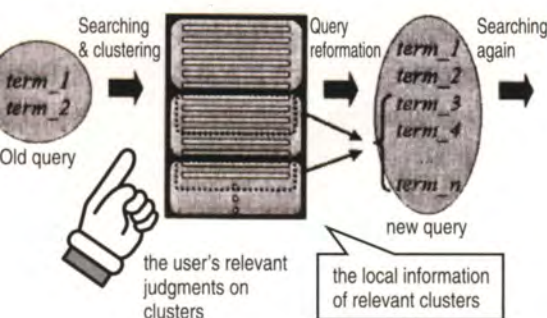 Searching
& clustering
Query
reformation
Searching
again
term_1
term_2
Old query
term_1
term_2
term_3
term_4
...
term_n
new query
the user's relevant
judgments on
clusters
the local information
of relevant clusters